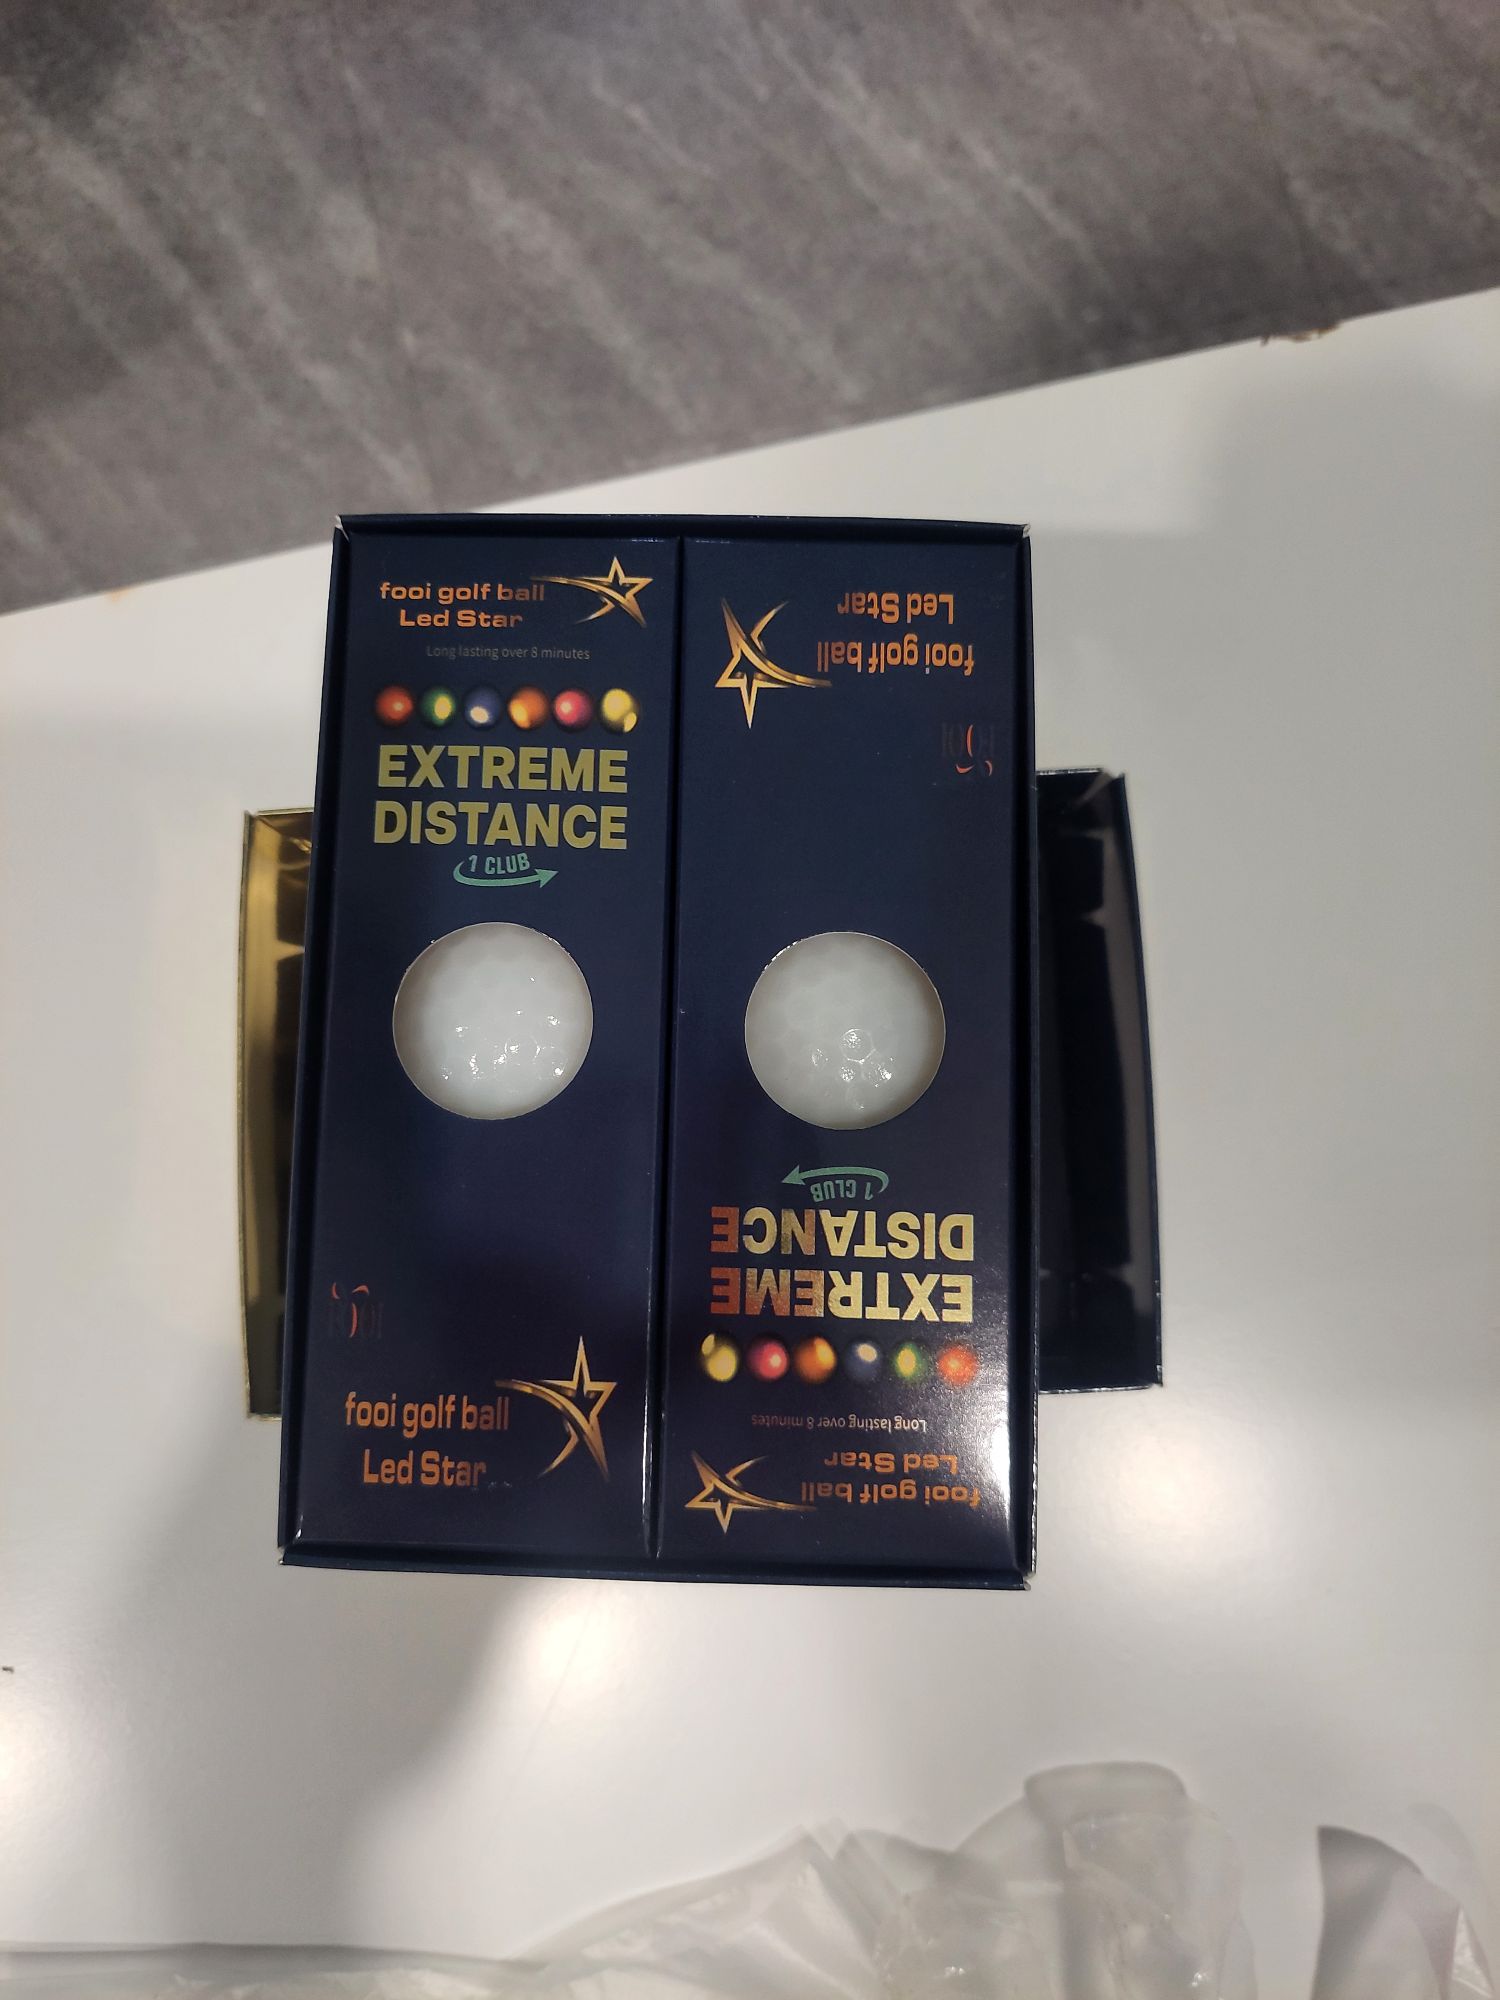 fooi golf ball
Led Star
Long lasting over 8 minutes
EXTREME
DISTANCE
1 CLUB
fooi golf ball
Led Star
fooi golf ball
Led Star
Long lasting over 8 minutes
EXTREME
DISTANCE
1 CLUB
fooi golf ball
Led Star